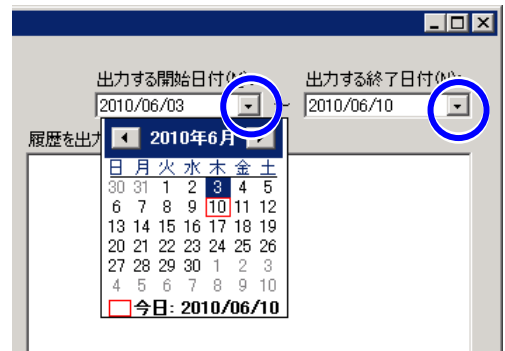 出力する開始日付(M): 出力する終了日付(N):
2010/06/03 ~ 2010/06/10
履歴を出力
2010年6月
日 月 火 水 木 金 土
30 31 1 2 3 4 5
6 7 8 9 10 11 12
13 14 15 16 17 18 19
20 21 22 23 24 25 26
27 28 29 30 1 2 3
4 5 6 7 8 9 10
今日: 2010/06/10